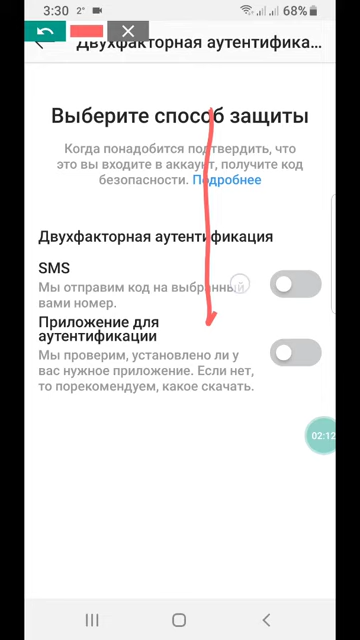 3:30 2° 68%
Двухфакторная аутентифика...
Выберите способ защиты
Когда понадобится подтвердить, что
это вы входите в аккаунт, получите код
безопасности. Подробнее
Двухфакторная аутентификация
SMS
Мы отправим код на выбранный
вами номер.
Приложение для
аутентификации
Мы проверим, установлено ли у
вас нужное приложение. Если нет,
то порекомендуем, какое скачать.
02:12